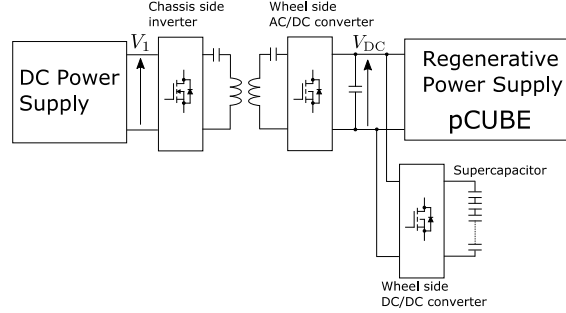 Chassis side
inverter
Wheel side
AC/DC converter
V1
VDC
DC Power
Supply
Regenerative
Power Supply
pCUBE
Supercapacitor
Wheel side
DC/DC converter